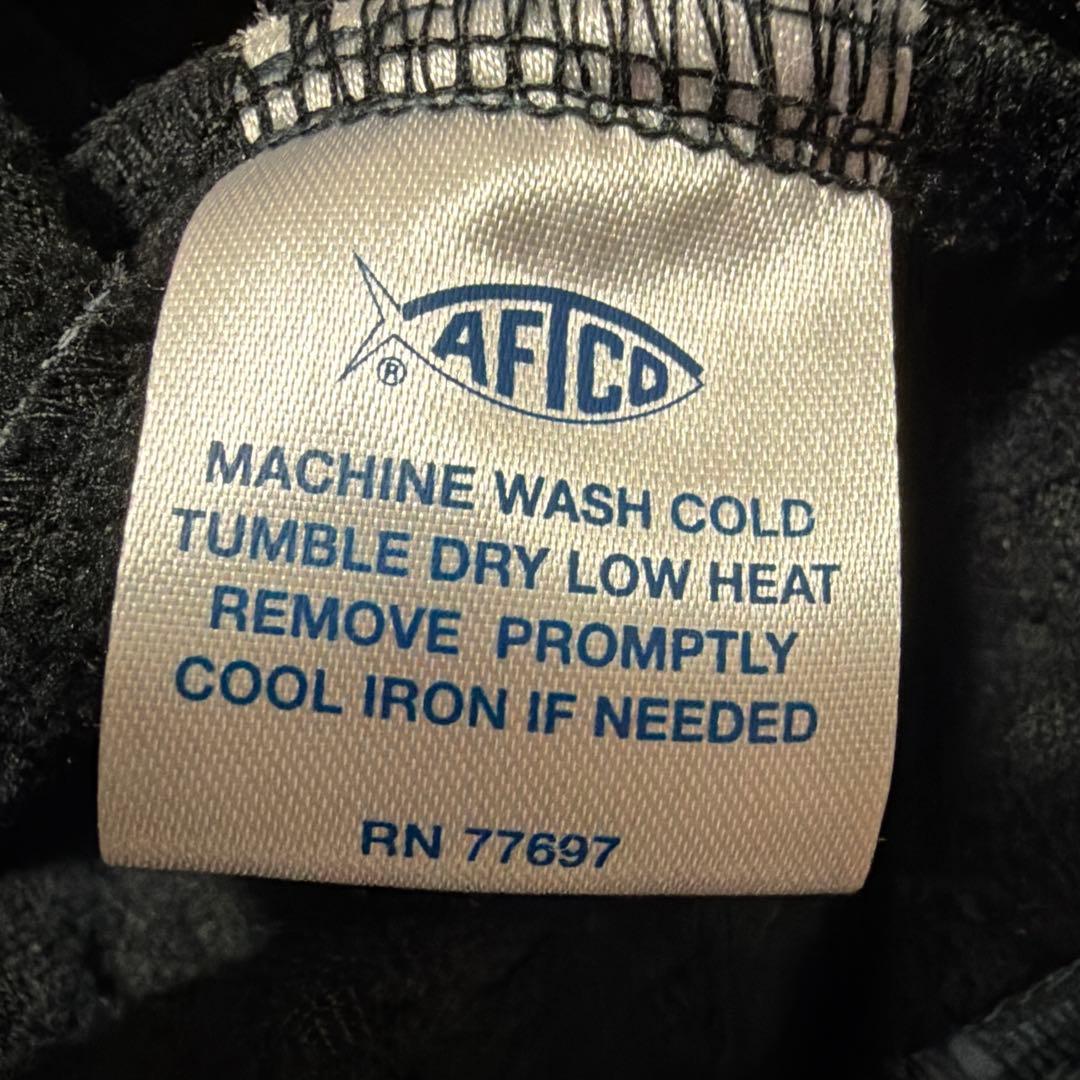 AFTCO
®
MACHINE WASH COLD
TUMBLE DRY LOW HEAT
REMOVE PROMPTLY
COOL IRON IF NEEDED
RN 77697